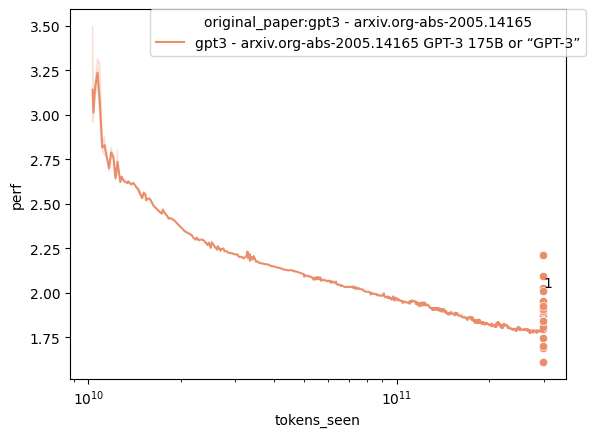 original_paper:gpt3 - arxiv.org-abs-2005.14165
gpt3 - arxiv.org-abs-2005.14165 GPT-3 175B or “GPT-3”
3.50
3.25
3.00
2.75
2.50
2.25
2.00
1.75
perf
1
10^10
10^11
tokens_seen